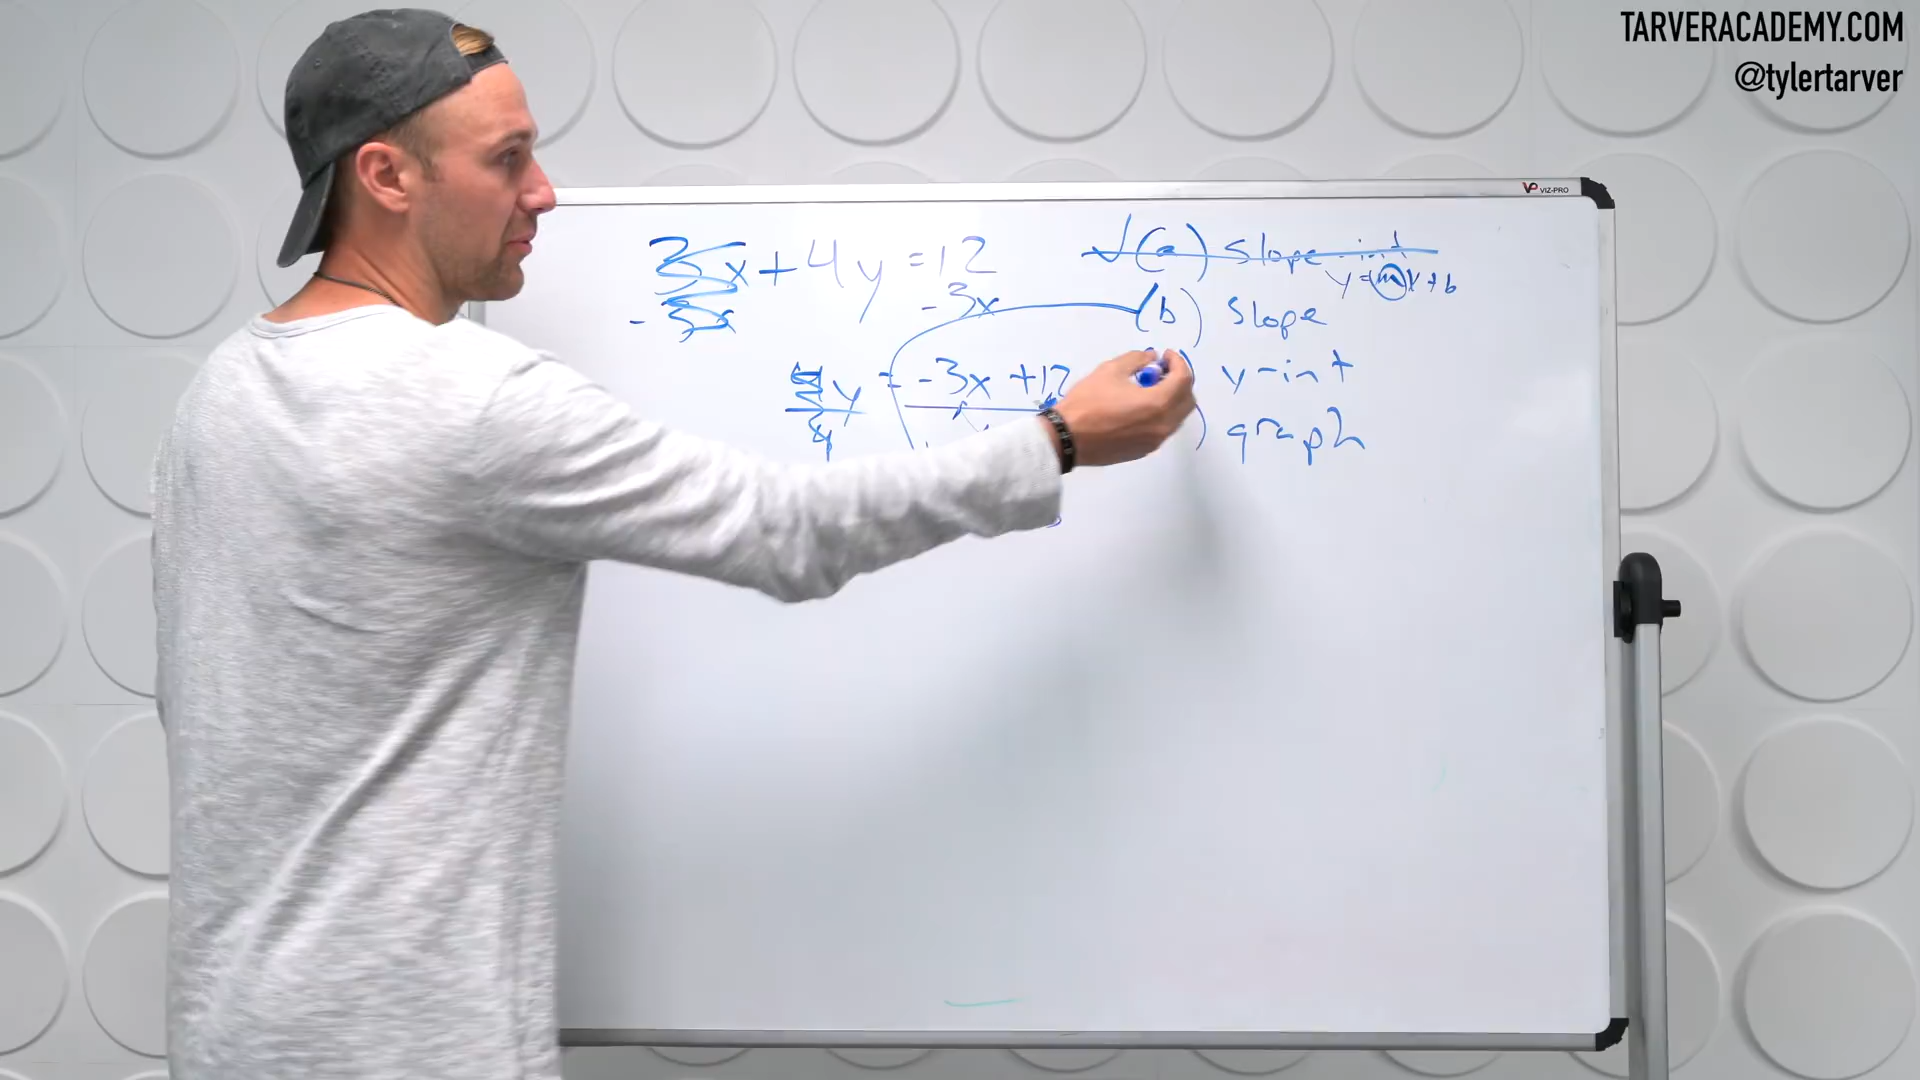 TARVERACADEMY.COM
@tylertarver
VIZ-PRO
3x + 4y = 12
- 3x - 3x
4y = -3x + 12
4
(a) Slope-int
y = mx + b
(b) Slope
) y-int
) graph